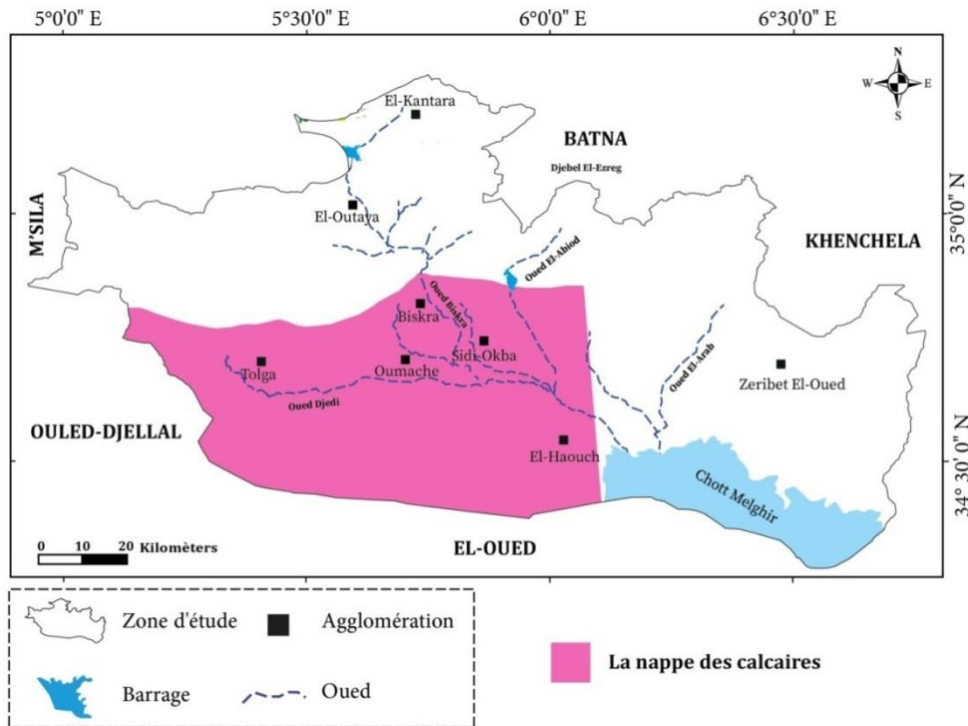 5°0'0" E
5°30'0" E
6°0'0" E
6°30'0" E
N
W E
S
El-Kantara
BATNA
Djebel El-Ezreg
35°0'0" N
M'SILA
El-Outaya
KHENCHELA
Oued El-Abiod
Oued Biskra
Biskra
Sidi-Okba
Oued El-Arab
Tolga
Oumache
Zeribet El-Oued
Oued Djedi
OULED-DJELLAL
El-Haouch
34° 30' 0" N
Chott Melghir
0 10 20 Kilomèters
EL-OUED
Zone d'étude
Agglomération
La nappe des calcaires
Barrage
Oued